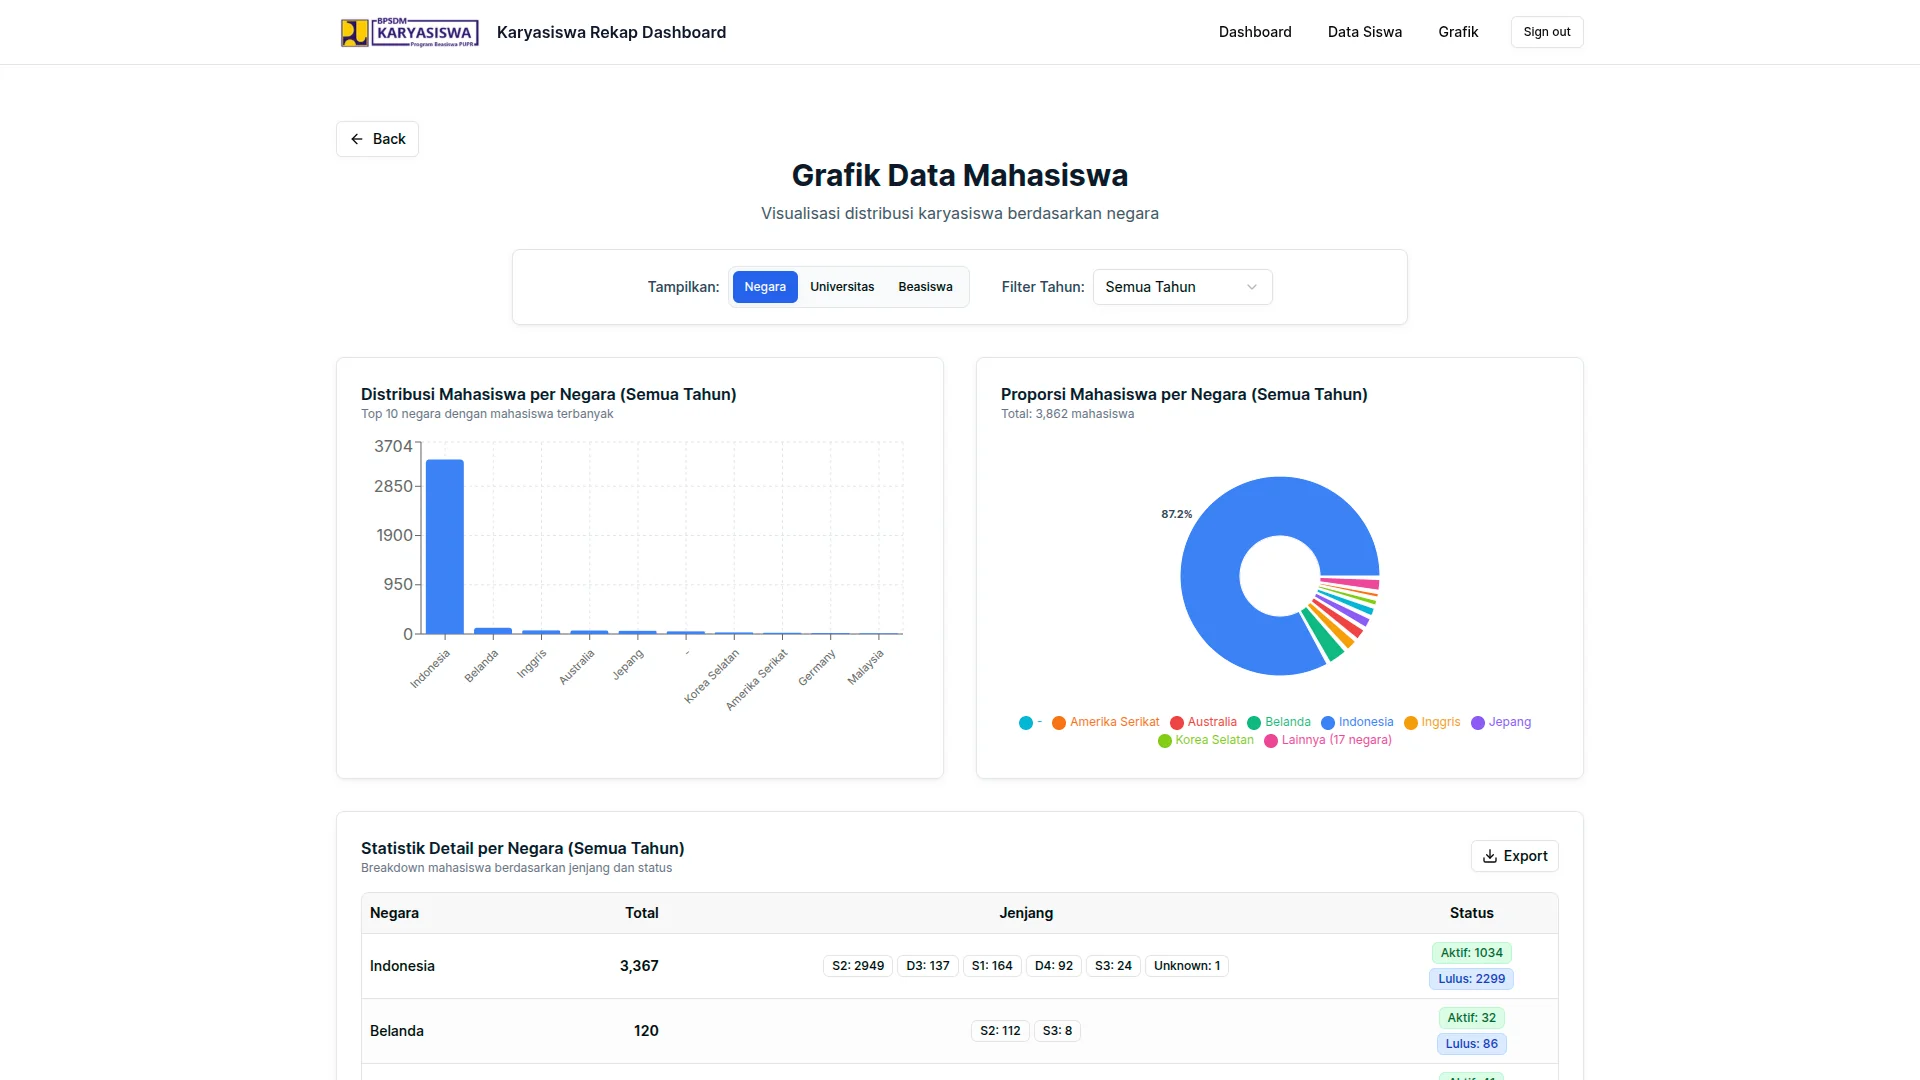 BPSDM
KARYASISWA
Program Beasiswa PUPR
Karyasiswa Rekap Dashboard
Dashboard
Data Siswa
Grafik
Sign out
Back
Grafik Data Mahasiswa
Visualisasi distribusi karyasiswa berdasarkan negara
Tampilkan:
Negara
Universitas
Beasiswa
Filter Tahun:
Semua Tahun
Distribusi Mahasiswa per Negara (Semua Tahun)
Top 10 negara dengan mahasiswa terbanyak
3704
2850
1900
950
0
Indonesia
Belanda
Inggris
Australia
Jepang
-
Korea Selatan
Amerika Serikat
Germany
Malaysia
Proporsi Mahasiswa per Negara (Semua Tahun)
Total: 3,862 mahasiswa
87.2%
- Amerika Serikat Australia Belanda Indonesia Inggris Jepang
Korea Selatan Lainnya (17 negara)
Statistik Detail per Negara (Semua Tahun)
Breakdown mahasiswa berdasarkan jenjang dan status
Export
Negara Total Jenjang Status
Indonesia 3,367 S2: 2949 D3: 137 S1: 164 D4: 92 S3: 24 Unknown: 1 Aktif: 1034
Lulus: 2299
Belanda 120 S2: 112 S3: 8 Aktif: 32
Lulus: 86